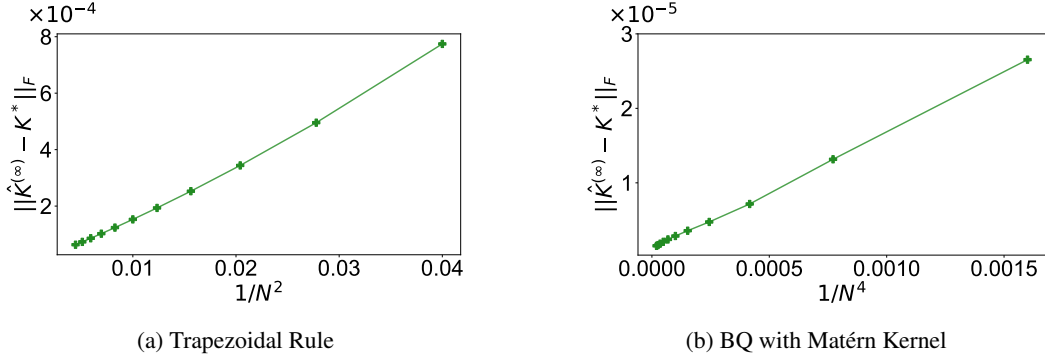 ×10⁻⁴
8
6
4
2
||K̂^(∞) − K*||_F
0.01 0.02 0.03 0.04
1/N²
(a) Trapezoidal Rule
×10⁻⁵
3
2
1
||K̂^(∞) − K*||_F
0.0000 0.0005 0.0010 0.0015
1/N⁴
(b) BQ with Matérn Kernel